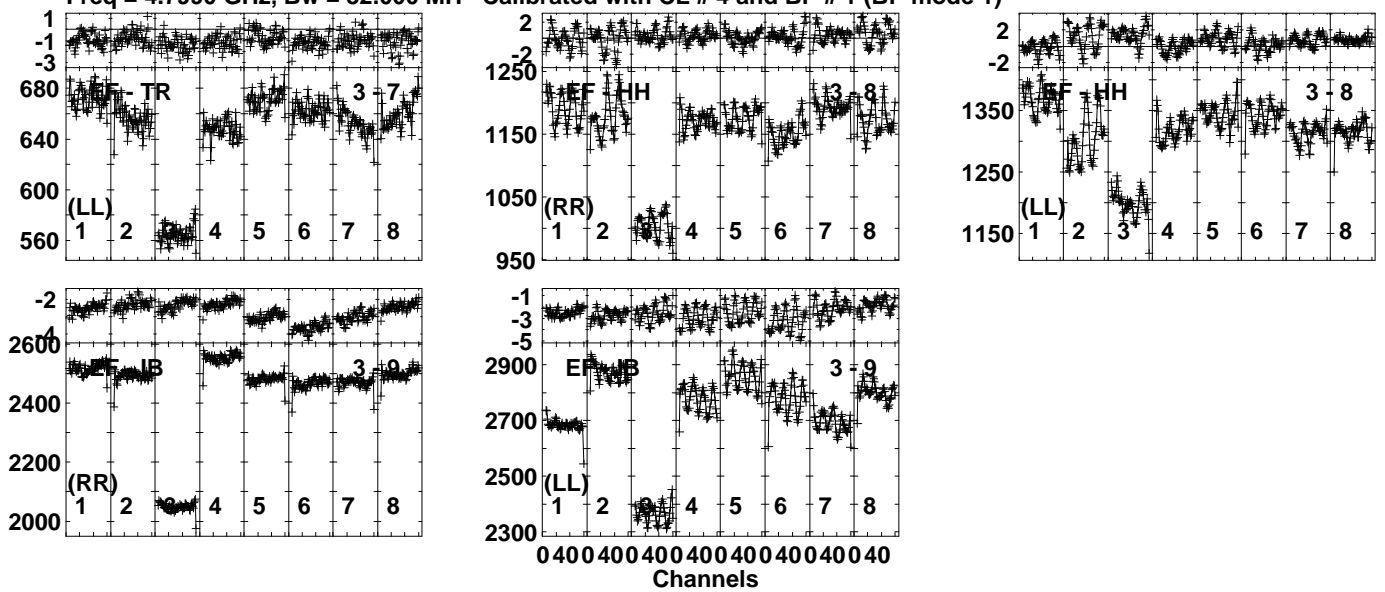 Freq = 4.7990 GHz, Bw = 32.000 MH Calibrated with CL # 4 and BP # 1 (BP mode 1)
1
-1
-3
680
640
600
560
EF - TR 3 - 7
(LL)
1 2 3 4 5 6 7 8
2
-2
1250
1150
1050
950
EF - HH 3 - 8
(RR)
1 2 3 4 5 6 7 8
2
-2
1350
1250
1150
EF - HH 3 - 8
(LL)
1 2 3 4 5 6 7 8
-2
-4
2600
2400
2200
2000
EF - IB 3 - 9
(RR)
1 2 3 4 5 6 7 8
-1
-3
-5
2900
2700
2500
2300
EF - IB 3 - 9
(LL)
1 2 3 4 5 6 7 8
0 40 0 40 0 40 0 40 0 40 0 40 0 40 0 40
Channels